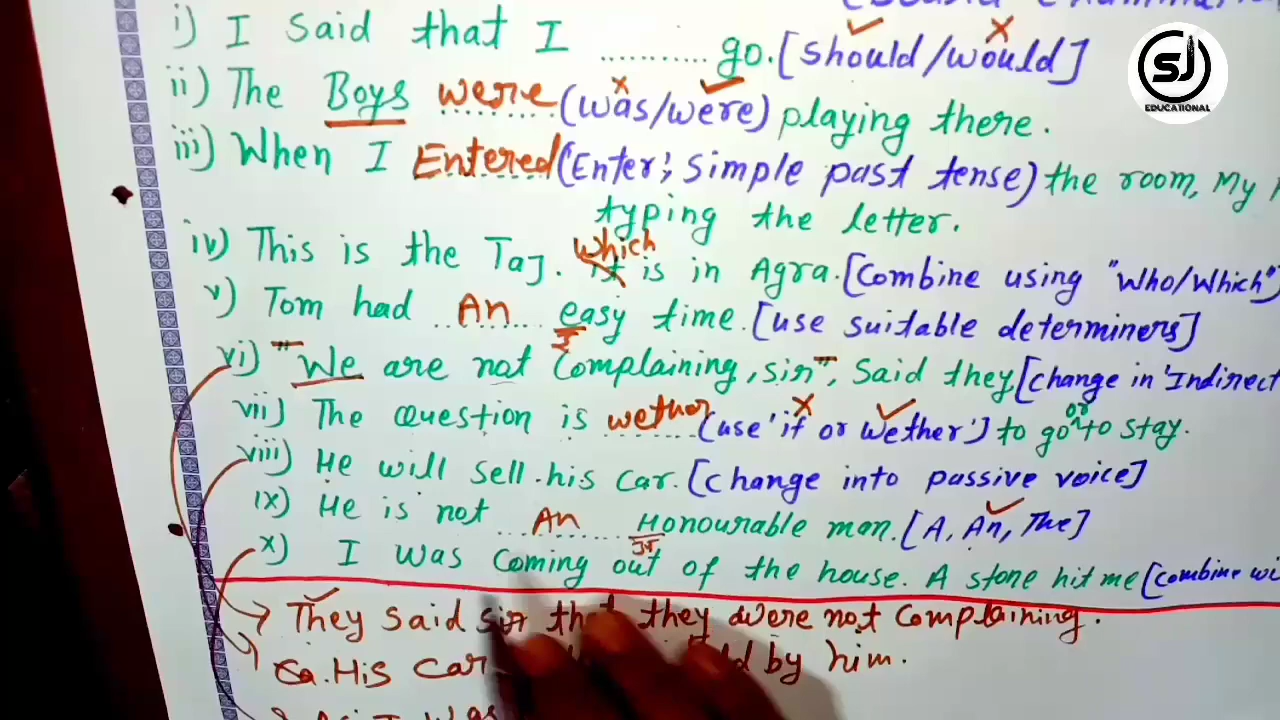 i) I said that I ............ go. [should/would]
SJ
EDUCATIONAL
ii) The Boys were (was/were) playing there.
iii) When I Entered (Enter; simple past tense) the room, My
typing the letter.
which
iv) This is the Taj. it is in Agra. [Combine using "Who/Which"]
v) Tom had An easy time. [use suitable determiners]
vi) "We are not complaining, sir", said they [change in 'Indirect
vii) The question is wether (use 'if or wether') to go or to stay.
viii) He will sell his car. [change into passive voice]
ix) He is not An Honourable man. [A, An, The]
x) I was coming out of the house. A stone hit me (combine wi
They said sir that they were not complaining.
His car by him.
I was